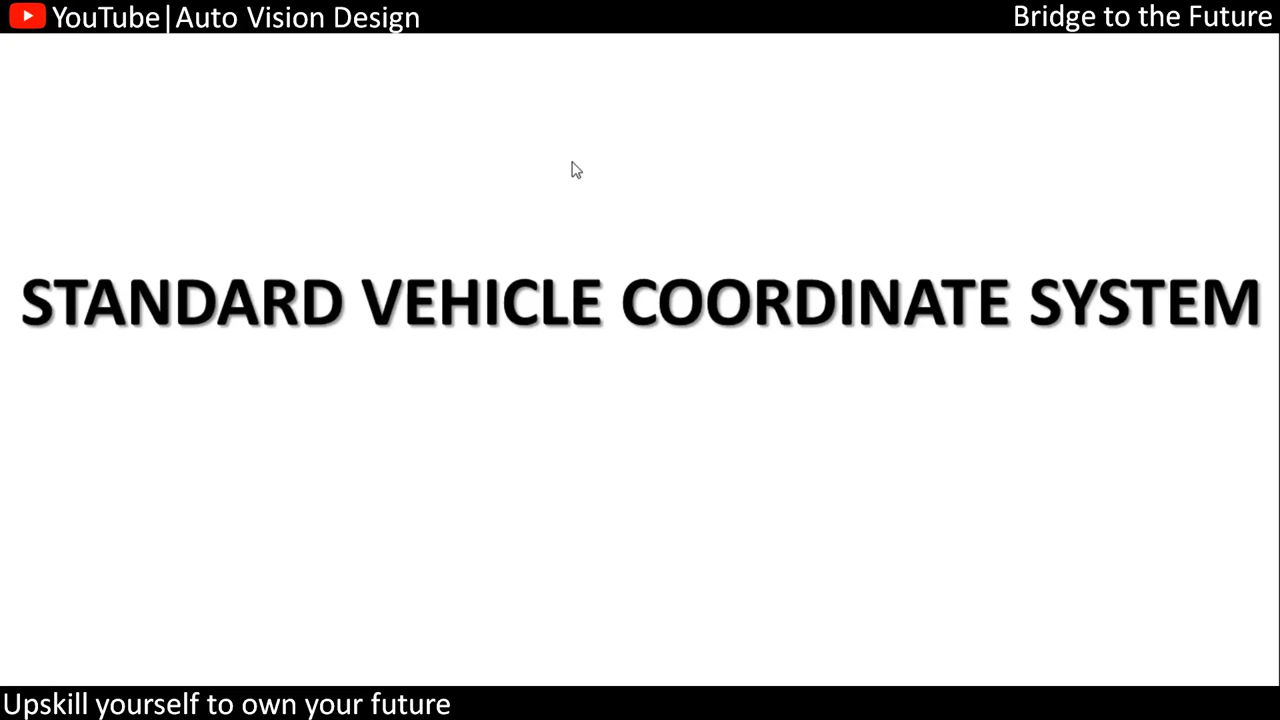 YouTube|Auto Vision Design
Bridge to the Future
STANDARD VEHICLE COORDINATE SYSTEM
Upskill yourself to own your future